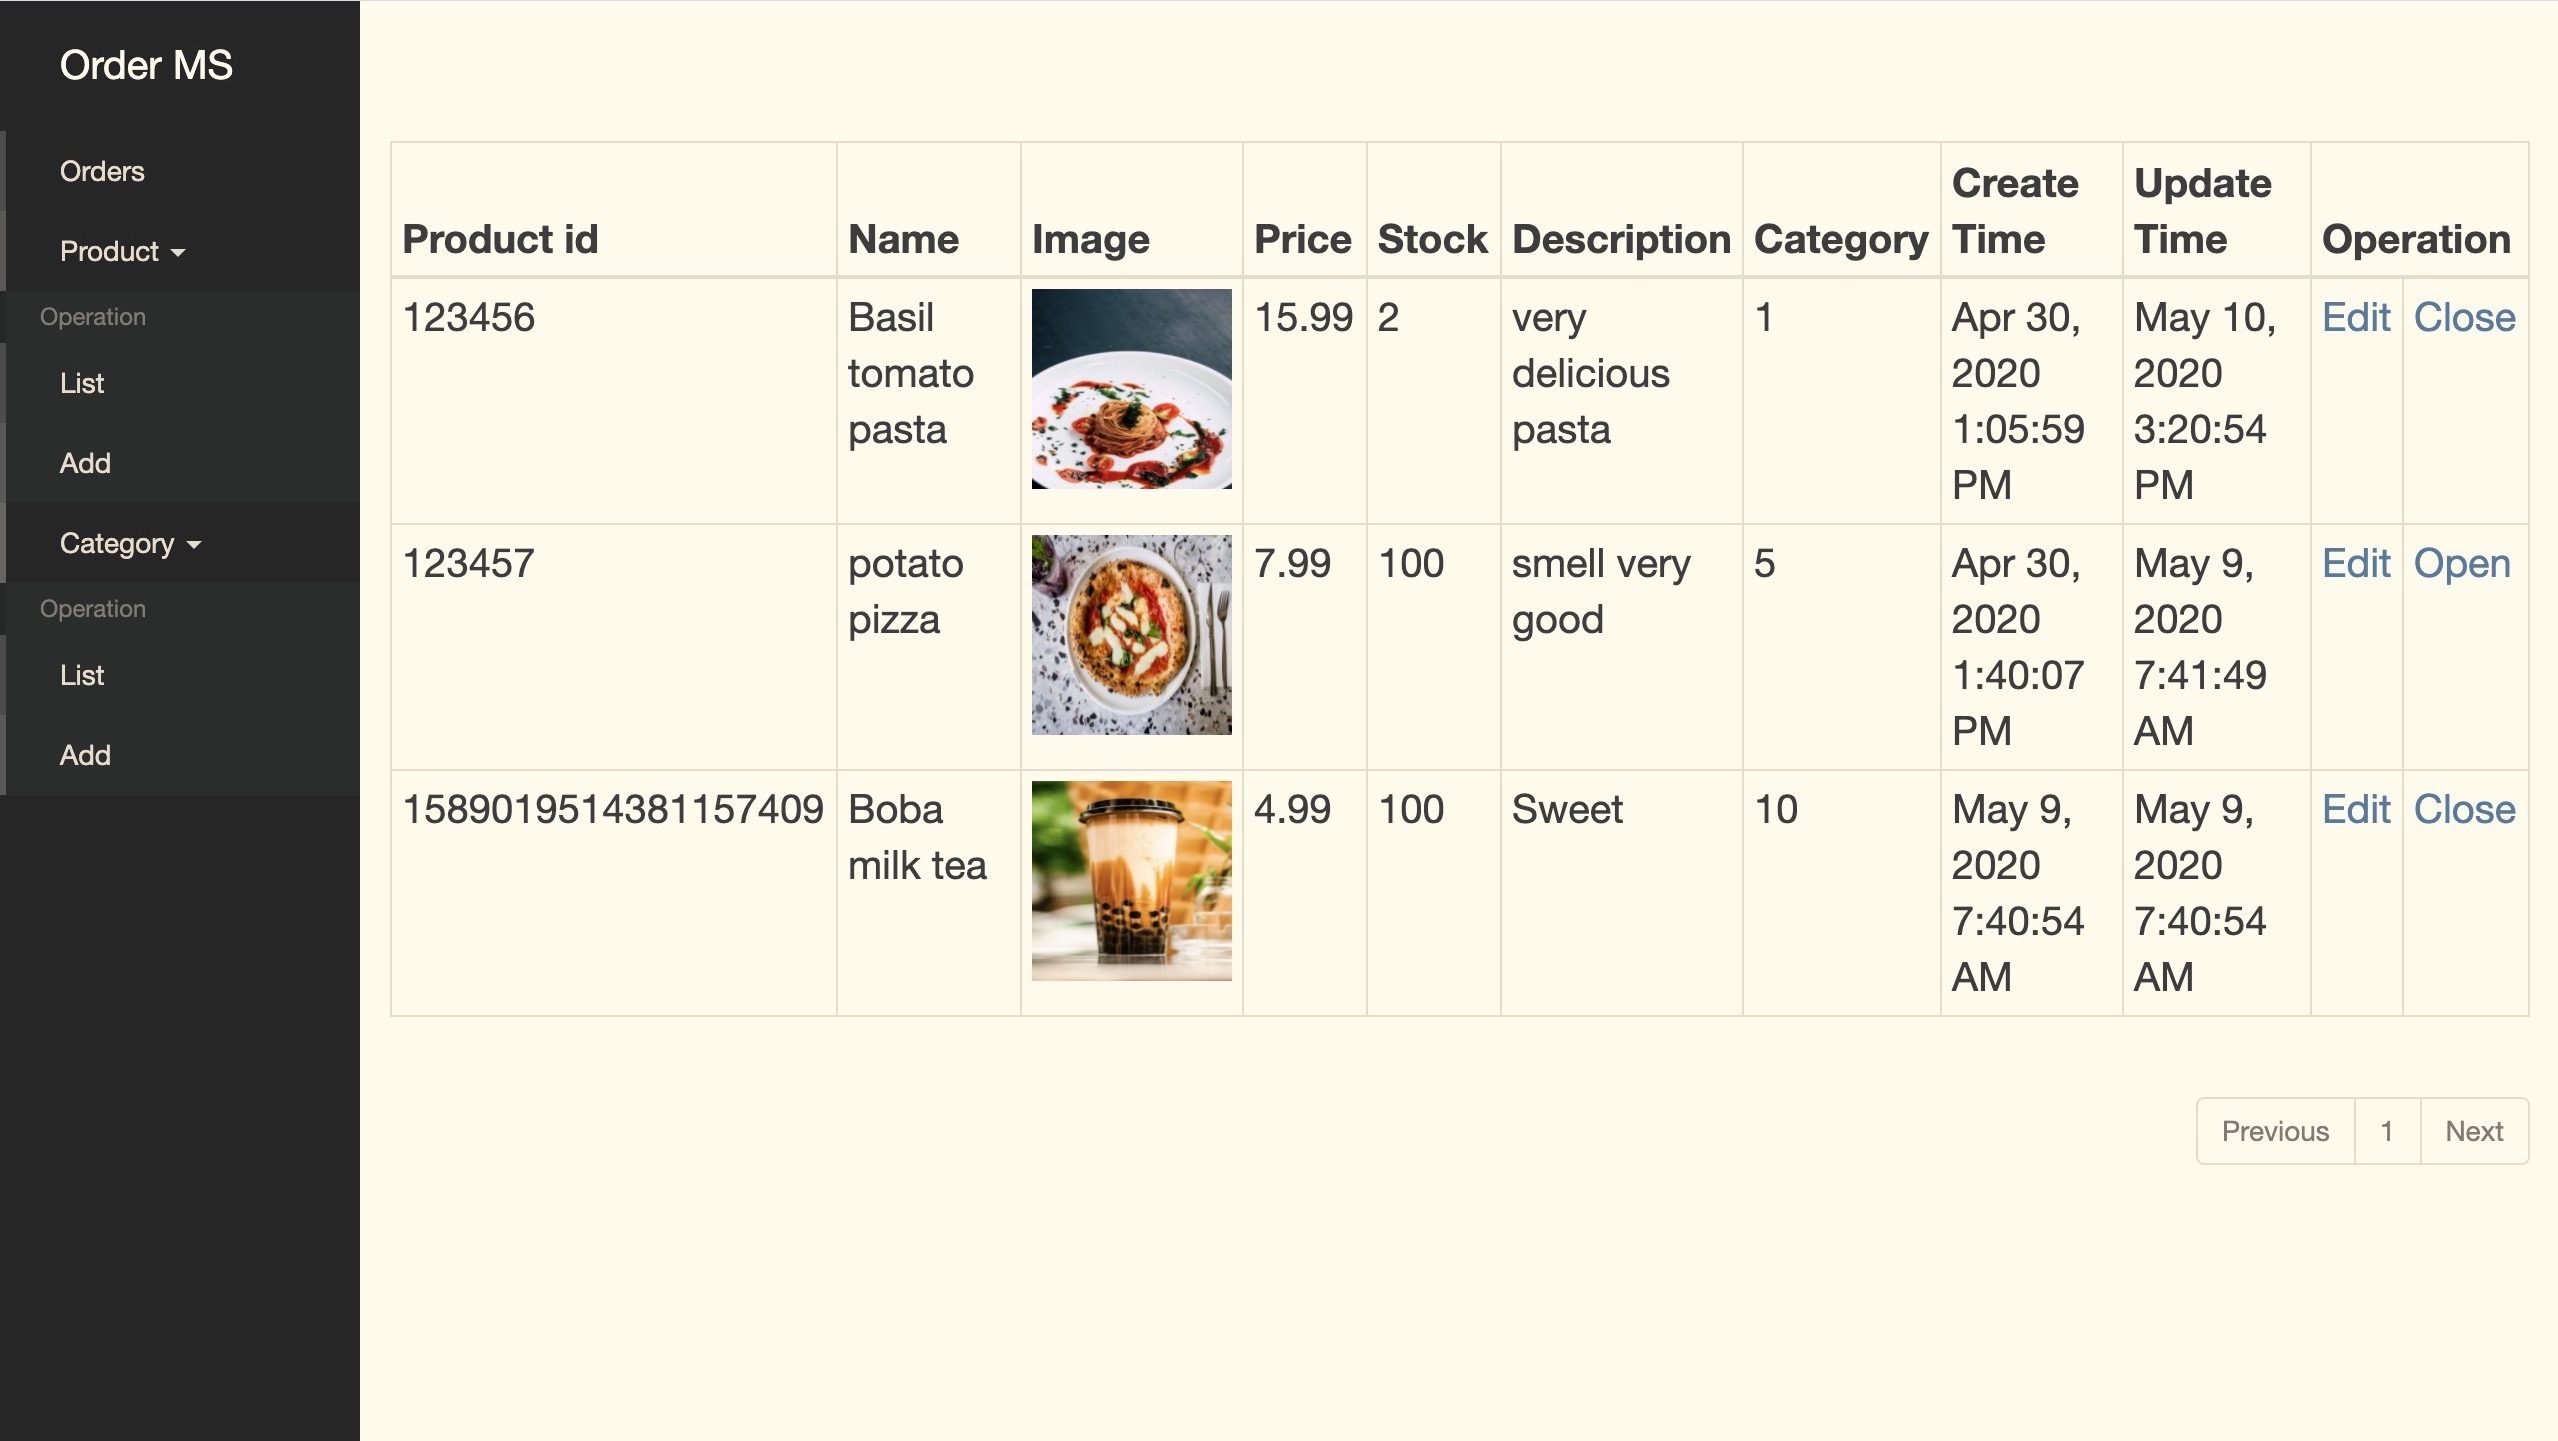 Order MS
Orders
Product
Operation
List
Add
Category
Operation
List
Add
Product id Name Image Price Stock Description Category Create Time Update Time Operation
123456 Basil tomato pasta 15.99 2 very delicious pasta 1 Apr 30, 2020 1:05:59 PM May 10, 2020 3:20:54 PM Edit Close
123457 potato pizza 7.99 100 smell very good 5 Apr 30, 2020 1:40:07 PM May 9, 2020 7:41:49 AM Edit Open
1589019514381157409 Boba milk tea 4.99 100 Sweet 10 May 9, 2020 7:40:54 AM May 9, 2020 7:40:54 AM Edit Close
Previous 1 Next